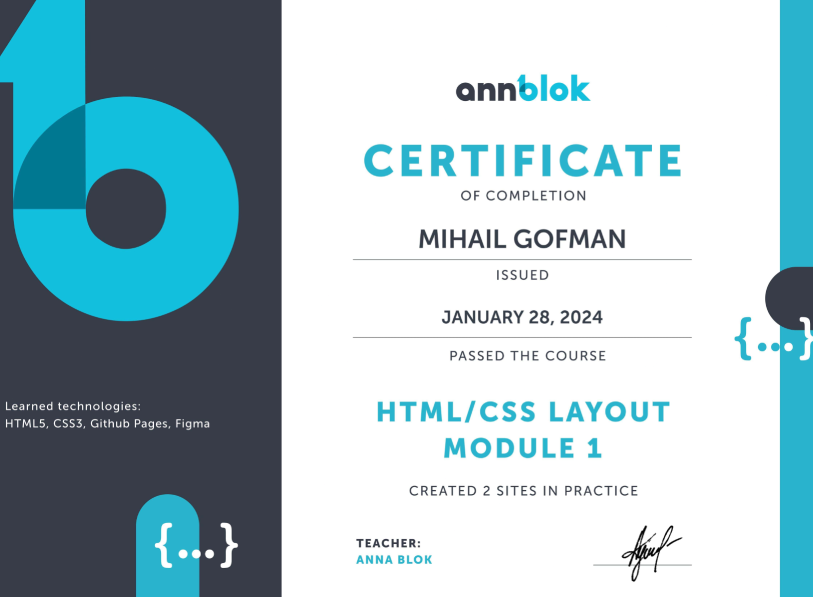 annblok
CERTIFICATE
OF COMPLETION
MIHAIL GOFMAN
ISSUED
JANUARY 28, 2024
PASSED THE COURSE
HTML/CSS LAYOUT
MODULE 1
CREATED 2 SITES IN PRACTICE
TEACHER:
ANNA BLOK
Learned technologies:
HTML5, CSS3, Github Pages, Figma
{...}
{...}